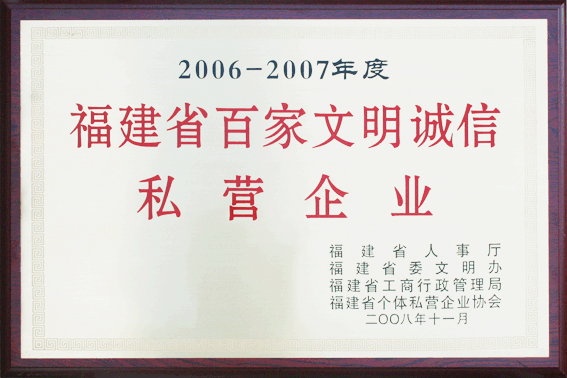 2006-2007年度
福建省百家文明诚信
私营企业
福建省人事厅
福建省委文明办
福建省工商行政管理局
福建省个体私营企业协会
二〇〇八年十一月